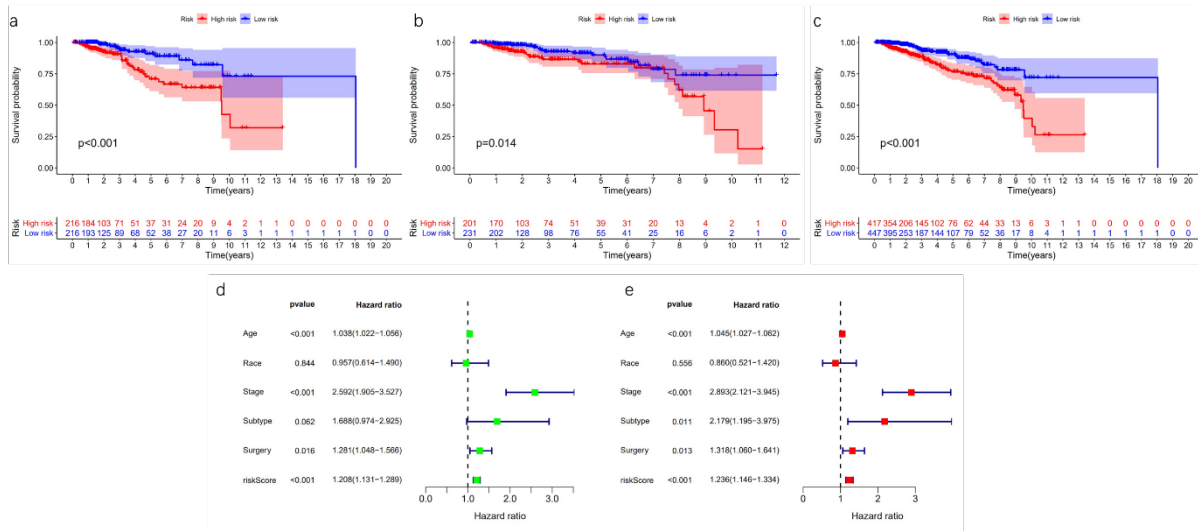 a
Risk High risk Low risk
Survival probability
1.00
0.75
0.50
0.25
0.00
p<0.001
0 1 2 3 4 5 6 7 8 9 10 11 12 13 14 15 16 17 18 19 20
Time(years)
Risk
High risk 216 184 103 71 51 37 31 24 20 9 4 2 1 1 0 0 0 0 0 0 0
Low risk 216 193 125 89 68 52 38 27 20 11 6 3 1 1 1 1 1 1 1 0 0
0 1 2 3 4 5 6 7 8 9 10 11 12 13 14 15 16 17 18 19 20
Time(years)
b
Risk High risk Low risk
Survival probability
1.00
0.75
0.50
0.25
0.00
p=0.014
0 1 2 3 4 5 6 7 8 9 10 11 12
Time(years)
Risk
High risk 201 170 103 74 51 39 31 20 13 4 2 1 0
Low risk 231 202 128 98 76 55 41 25 16 6 2 1 0
0 1 2 3 4 5 6 7 8 9 10 11 12
Time(years)
c
Risk High risk Low risk
Survival probability
1.00
0.75
0.50
0.25
0.00
p<0.001
0 1 2 3 4 5 6 7 8 9 10 11 12 13 14 15 16 17 18 19 20
Time(years)
Risk
High risk 417 354 206 145 102 76 62 44 33 13 6 3 1 1 0 0 0 0 0 0 0
Low risk 447 395 253 187 144 107 79 52 36 17 8 4 1 1 1 1 1 1 1 0 0
0 1 2 3 4 5 6 7 8 9 10 11 12 13 14 15 16 17 18 19 20
Time(years)
d
pvalue Hazard ratio
Age <0.001 1.038(1.022−1.056)
Race 0.844 0.957(0.614−1.490)
Stage <0.001 2.592(1.905−3.527)
Subtype 0.062 1.688(0.974−2.925)
Surgery 0.016 1.281(1.048−1.566)
riskScore <0.001 1.208(1.131−1.289)
0.0 1.0 2.0 3.0
Hazard ratio
e
pvalue Hazard ratio
Age <0.001 1.045(1.027−1.062)
Race 0.556 0.860(0.521−1.420)
Stage <0.001 2.893(2.121−3.945)
Subtype 0.011 2.179(1.195−3.975)
Surgery 0.013 1.318(1.060−1.641)
riskScore <0.001 1.236(1.146−1.334)
0 1 2 3
Hazard ratio